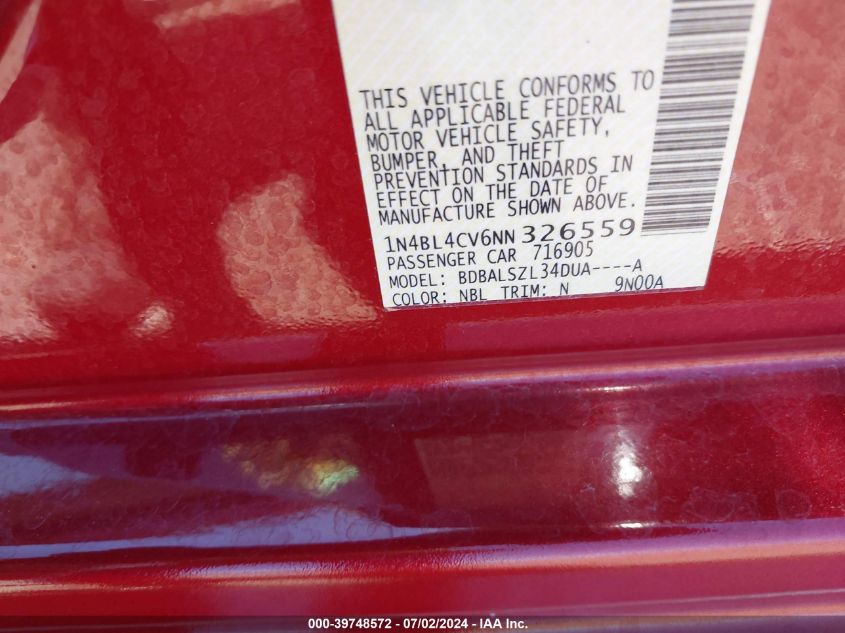 THIS VEHICLE CONFORMS TO
ALL APPLICABLE FEDERAL
MOTOR VEHICLE SAFETY,
BUMPER, AND THEFT
PREVENTION STANDARDS IN
EFFECT ON THE DATE OF
MANUFACTURE SHOWN ABOVE.
1N4BL4CV6NN 326559
PASSENGER CAR 716905
MODEL: BDBALSZL34DUA----A
COLOR: NBL TRIM: N 9N00A
000-39748572 - 07/02/2024 - IAA Inc.